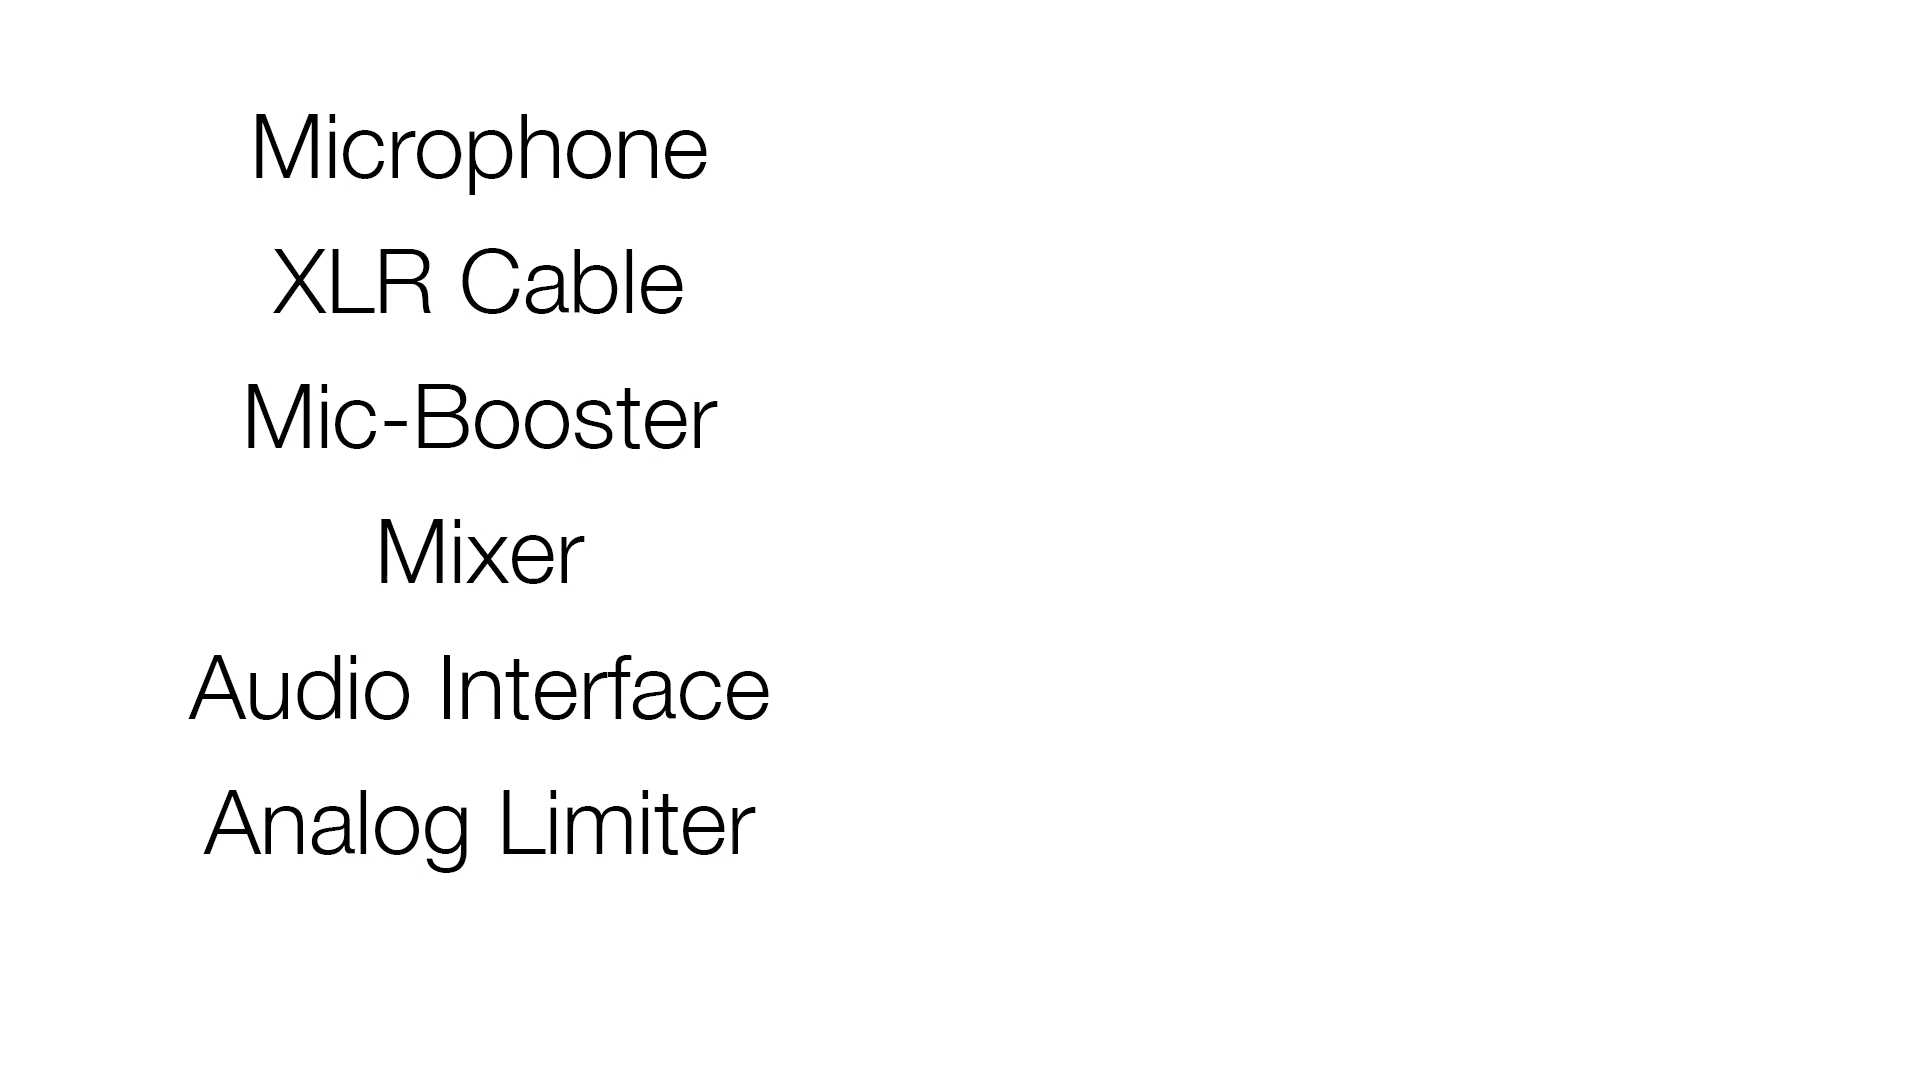 Microphone
XLR Cable
Mic-Booster
Mixer
Audio Interface
Analog Limiter